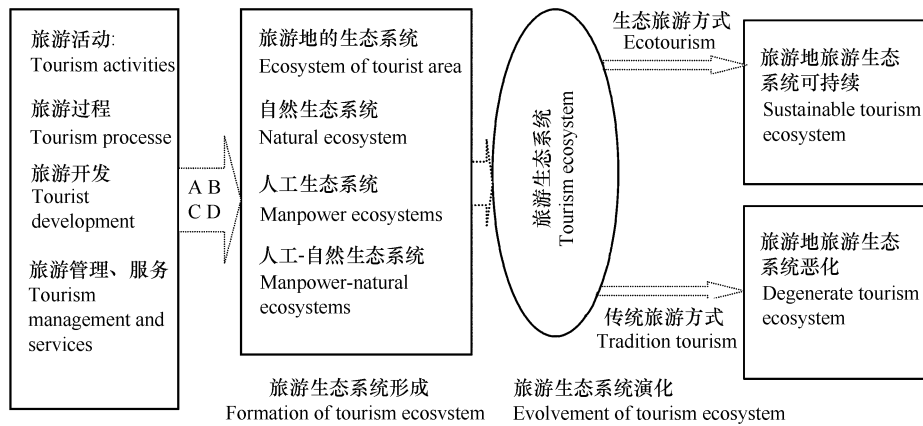 旅游活动:
Tourism activities
旅游过程
Tourism processe
旅游开发
Tourist
development
旅游管理、服务
Tourism
management and
services
A B
C D
旅游地的生态系统
Ecosystem of tourist area
自然生态系统
Natural ecosystem
人工生态系统
Manpower ecosystems
人工-自然生态系统
Manpower-natural
ecosystems
旅游生态系统
Tourism ecosystem
生态旅游方式
Ecotourism
传统旅游方式
Tradition tourism
旅游地旅游生态
系统可持续
Sustainable tourism
ecosystem
旅游地旅游生态
系统恶化
Degenerate tourism
ecosystem
旅游生态系统形成
Formation of tourism ecosvstem
旅游生态系统演化
Evolvement of tourism ecosystem